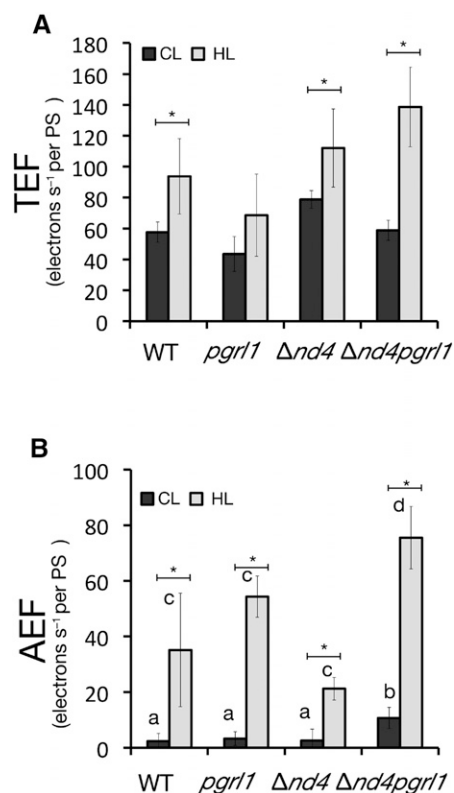 A
TEF
(electrons s⁻¹ per PS)
180
160
140
120
100
80
60
40
20
0
CL HL
*
*
*
WT pgrl1 Δnd4 Δnd4pgrl1
B
AEF
(electrons s⁻¹ per PS)
100
80
60
40
20
0
CL HL
*
d
*
c
*
c
*
c
a a a b
WT pgrl1 Δnd4 Δnd4pgrl1